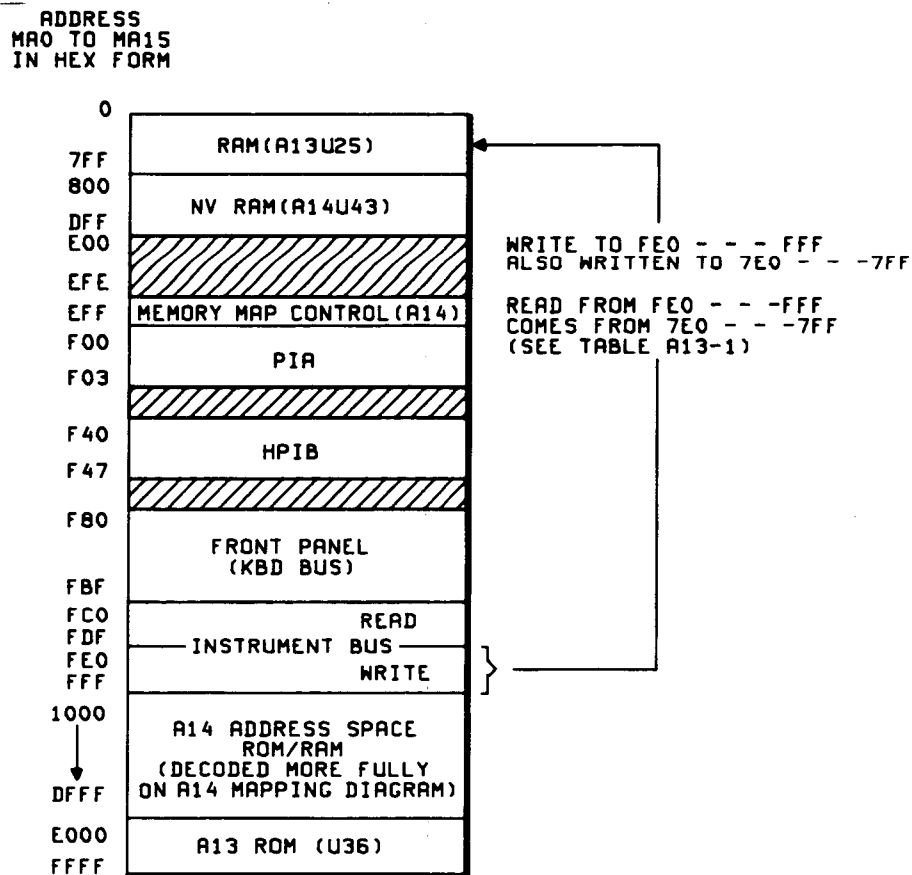 ADDRESS
MA0 TO MA15
IN HEX FORM
0
RAM(A13U25)
7FF
800
NV RAM(A14U43)
DFF
E00
WRITE TO FE0 - - - FFF
ALSO WRITTEN TO 7E0 - - -7FF
EFE
READ FROM FE0 - - -FFF
EFF
MEMORY MAP CONTROL(A14)
COMES FROM 7E0 - - -7FF
F00
(SEE TABLE A13-1)
PIA
F03
F40
HPIB
F47
F80
FRONT PANEL
(KBD BUS)
FBF
FC0
READ
FDF
INSTRUMENT BUS
FE0
WRITE
FFF
1000
A14 ADDRESS SPACE
ROM/RAM
(DECODED MORE FULLY
ON A14 MAPPING DIAGRAM)
DFFF
E000
A13 ROM (U36)
FFFF